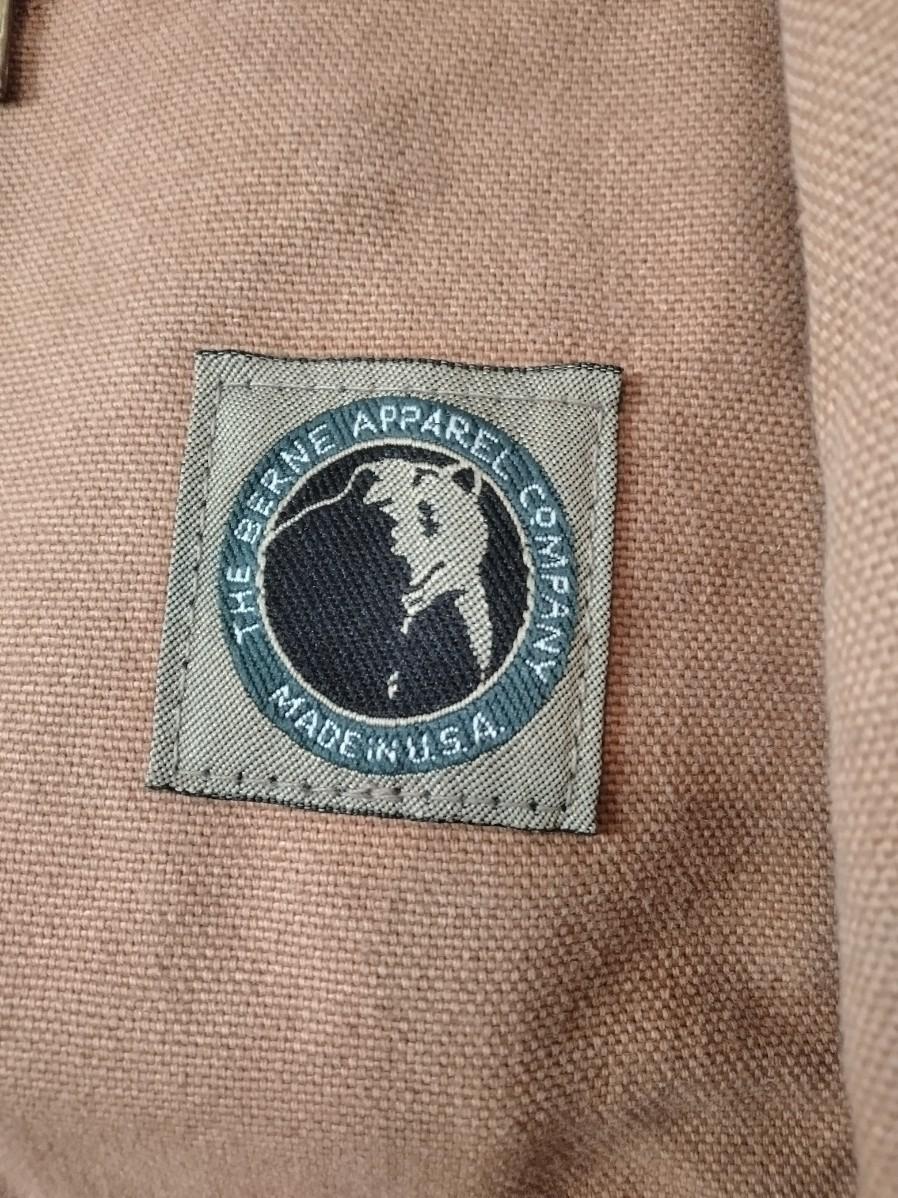 THE BERNE APPAREL COMPANY
MADE iN U.S.A.